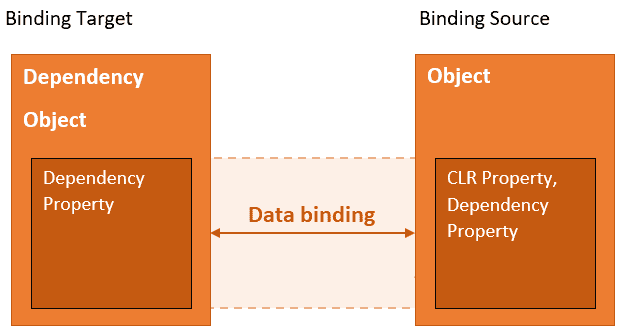 Binding Target
Binding Source
Dependency
Object
Object
Dependency
Property
Data binding
CLR Property,
Dependency
Property